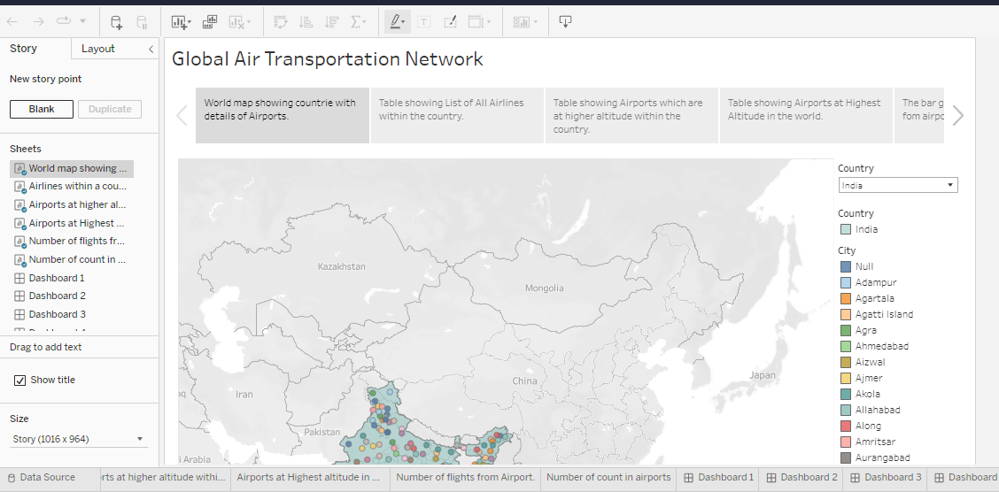 Story
Layout
New story point
Blank
Duplicate
Sheets
World map showing ...
Airlines within a cou...
Airports at higher al...
Airports at Highest ...
Number of flights fr...
Number of count in ...
Dashboard 1
Dashboard 2
Dashboard 3
Drag to add text
Show title
Size
Story (1016 x 964)
Global Air Transportation Network
World map showing countrie with
details of Airports.
Table showing List of All Airlines
within the country.
Table showing Airports which are
at higher altitude within the
country.
Table showing Airports at Highest
Altitude in the world.
The bar g
fom airpo
Kazakhstan
Mongolia
China
Japan
Iran
Pakistan
i Arabia
Country
India
Country
India
City
Null
Adampur
Agartala
Agatti Island
Agra
Ahmedabad
Aizwal
Ajmer
Akola
Allahabad
Along
Amritsar
Aurangabad
Data Source
rts at higher altitude withi...
Airports at Highest altitude in ...
Number of flights from Airport.
Number of count in airports
Dashboard 1
Dashboard 2
Dashboard 3
Dashboard